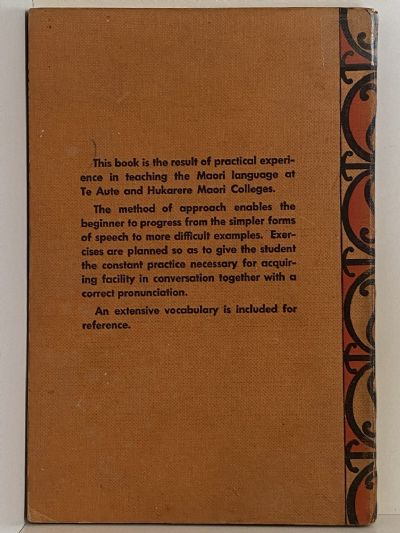 This book is the result of practical experi-
ence in teaching the Maori language at
Te Aute and Hukarere Maori Colleges.
The method of approach enables the
beginner to progress from the simpler forms
of speech to more difficult examples. Exer-
cises are planned so as to give the student
the constant practice necessary for acquir-
ing facility in conversation together with a
correct pronunciation.
An extensive vocabulary is included for
reference.